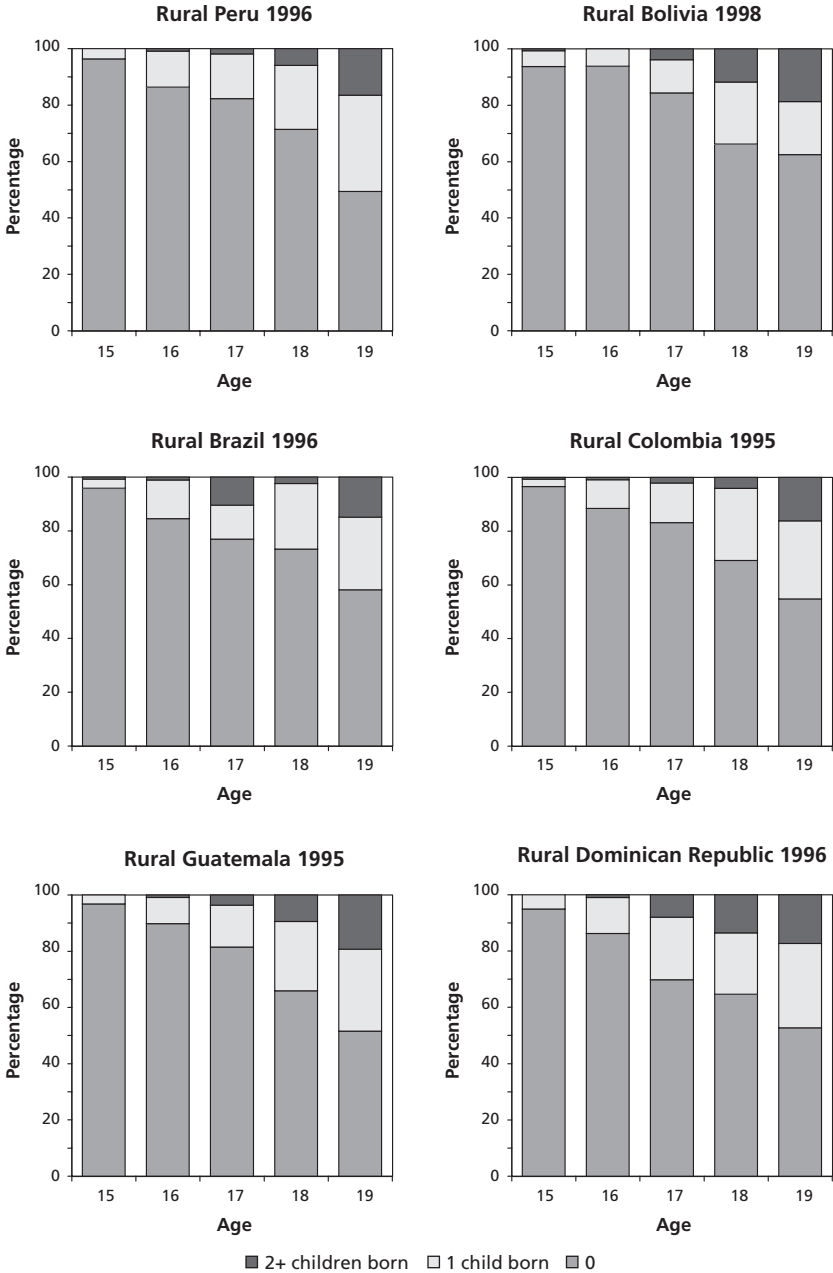 Rural Peru 1996
Percentage
100
80
60
40
20
0
15 16 17 18 19
Age
Rural Bolivia 1998
Percentage
100
80
60
40
20
0
15 16 17 18 19
Age
Rural Brazil 1996
Percentage
100
80
60
40
20
0
15 16 17 18 19
Age
Rural Colombia 1995
Percentage
100
80
60
40
20
0
15 16 17 18 19
Age
Rural Guatemala 1995
Percentage
100
80
60
40
20
0
15 16 17 18 19
Age
Rural Dominican Republic 1996
Percentage
100
80
60
40
20
0
15 16 17 18 19
Age
2+ children born 1 child born 0